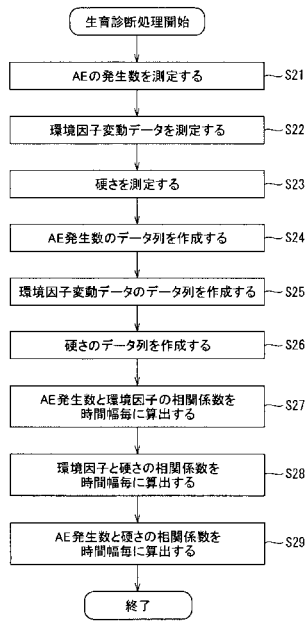 生育診断処理開始
AEの発生数を測定する
S21
環境因子変動データを測定する
S22
硬さを測定する
S23
AE発生数のデータ列を作成する
S24
環境因子変動データのデータ列を作成する
S25
硬さのデータ列を作成する
S26
AE発生数と環境因子の相関係数を
時間幅毎に算出する
S27
環境因子と硬さの相関係数を
時間幅毎に算出する
S28
AE発生数と硬さの相関係数を
時間幅毎に算出する
S29
終了